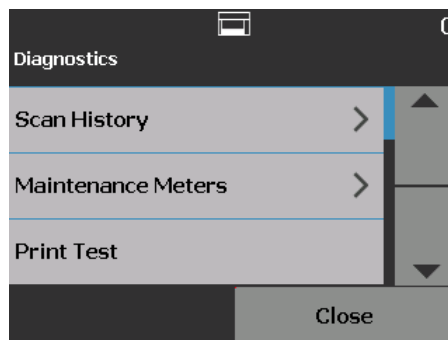 Diagnostics
Scan History
Maintenance Meters
Print Test
Close